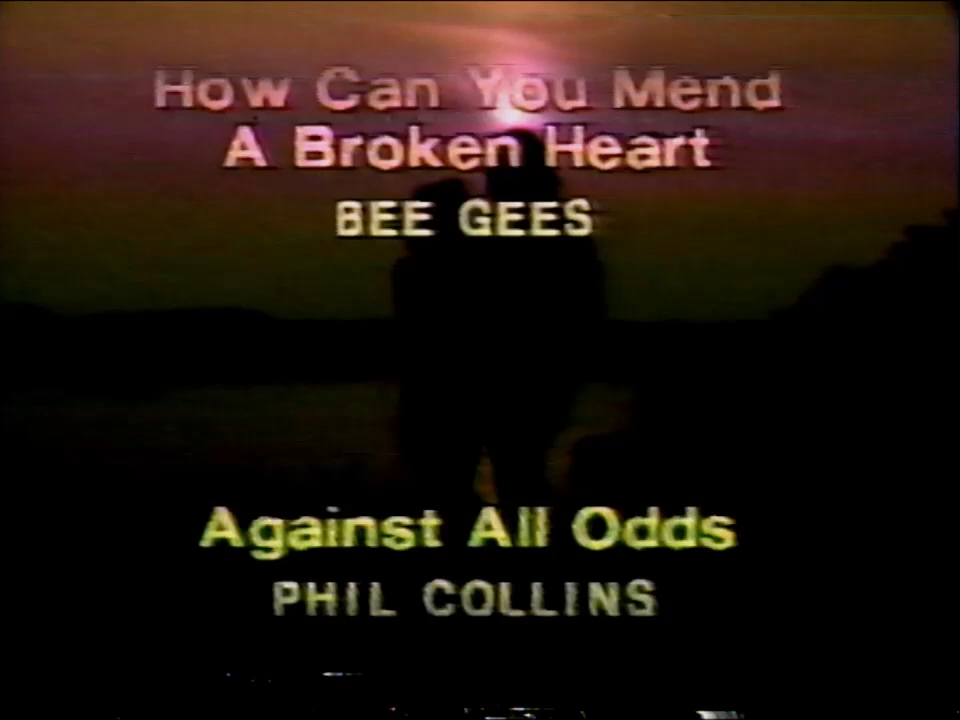 How Can You Mend
A Broken Heart
BEE GEES
Against All Odds
PHIL COLLINS